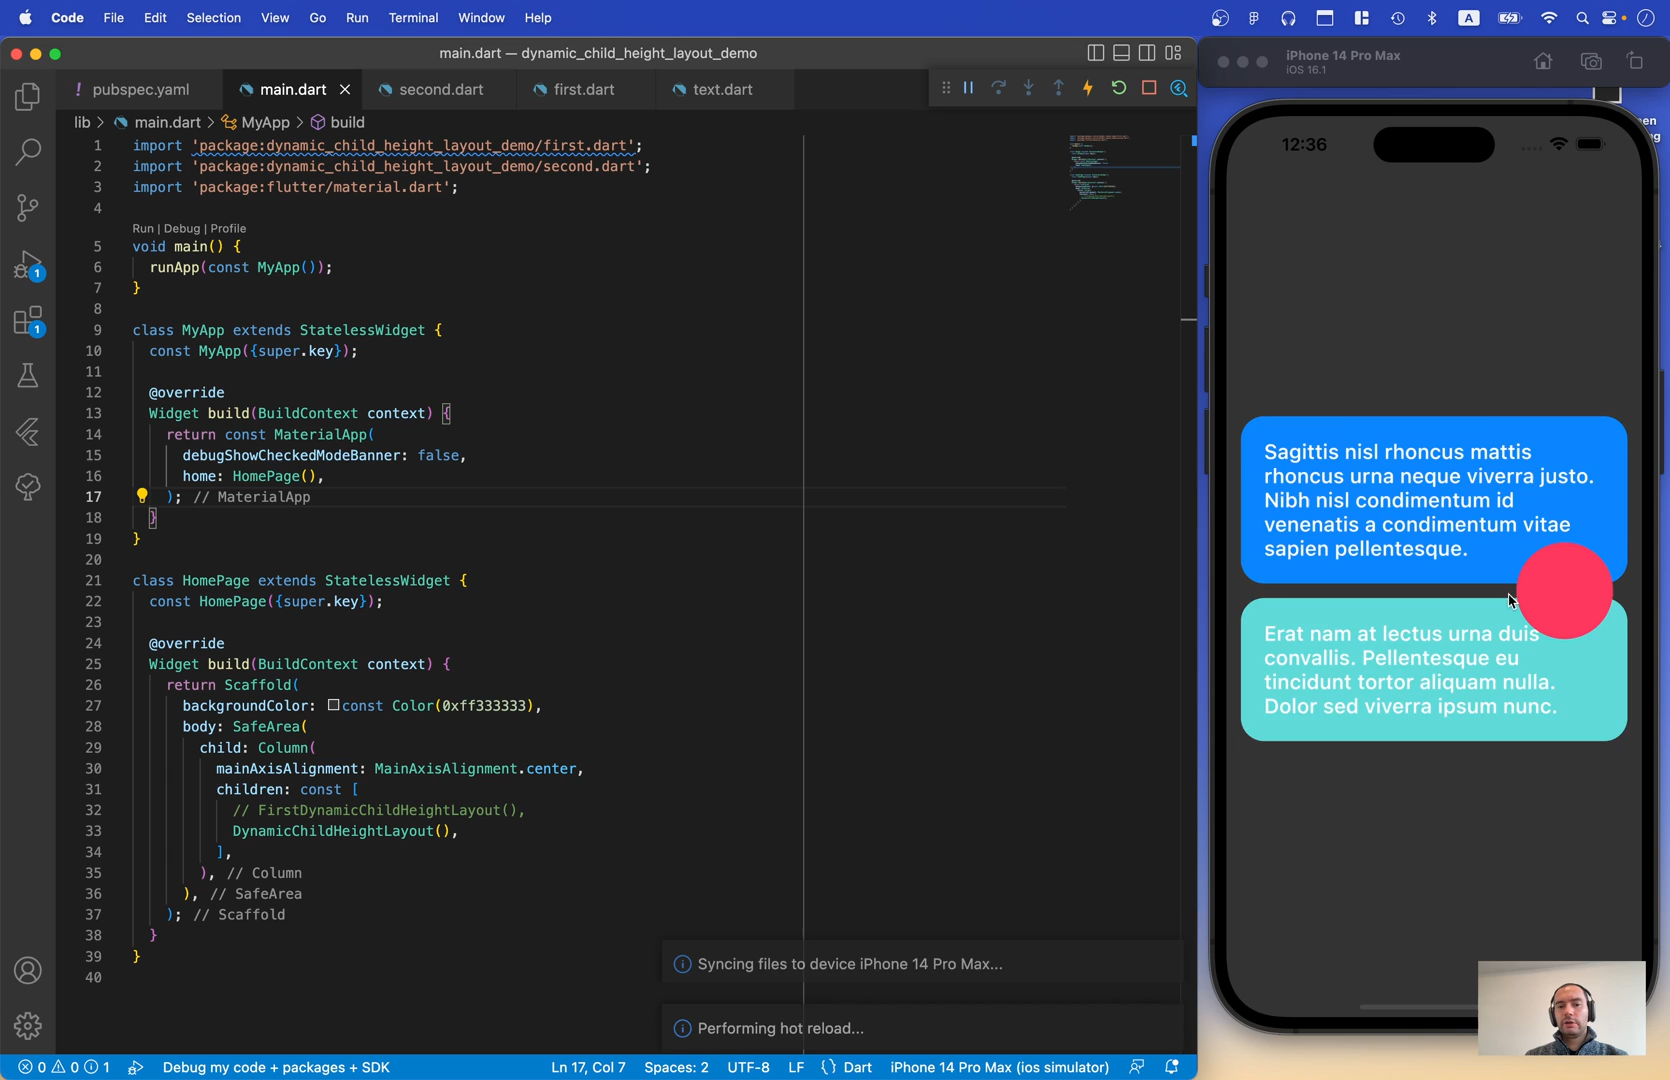 Code File Edit Selection View Go Run Terminal Window Help
A
main.dart — dynamic_child_height_layout_demo
iPhone 14 Pro Max
iOS 16.1
! pubspec.yaml
main.dart
second.dart
first.dart
text.dart
lib > main.dart > MyApp > build
1 import 'package:dynamic_child_height_layout_demo/first.dart';
2 import 'package:dynamic_child_height_layout_demo/second.dart';
3 import 'package:flutter/material.dart';
4
Run | Debug | Profile
5 void main() {
6 runApp(const MyApp());
7 }
8
9 class MyApp extends StatelessWidget {
10 const MyApp({super.key});
11
12 @override
13 Widget build(BuildContext context) {
14 return const MaterialApp(
15 debugShowCheckedModeBanner: false,
16 home: HomePage(),
17 ); // MaterialApp
18 }
19 }
20
21 class HomePage extends StatelessWidget {
22 const HomePage({super.key});
23
24 @override
25 Widget build(BuildContext context) {
26 return Scaffold(
27 backgroundColor: const Color(0xff333333),
28 body: SafeArea(
29 child: Column(
30 mainAxisAlignment: MainAxisAlignment.center,
31 children: const [
32 // FirstDynamicChildHeightLayout(),
33 DynamicChildHeightLayout(),
34 ],
35 ), // Column
36 ), // SafeArea
37 ); // Scaffold
38 }
39 }
40
1
1
Syncing files to device iPhone 14 Pro Max...
Performing hot reload...
0 0 1 Debug my code + packages + SDK Ln 17, Col 7 Spaces: 2 UTF-8 LF {} Dart iPhone 14 Pro Max (ios simulator)
12:36
Sagittis nisl rhoncus mattis
rhoncus urna neque viverra justo.
Nibh nisl condimentum id
venenatis a condimentum vitae
sapien pellentesque.
Erat nam at lectus urna duis
convallis. Pellentesque eu
tincidunt tortor aliquam nulla.
Dolor sed viverra ipsum nunc.